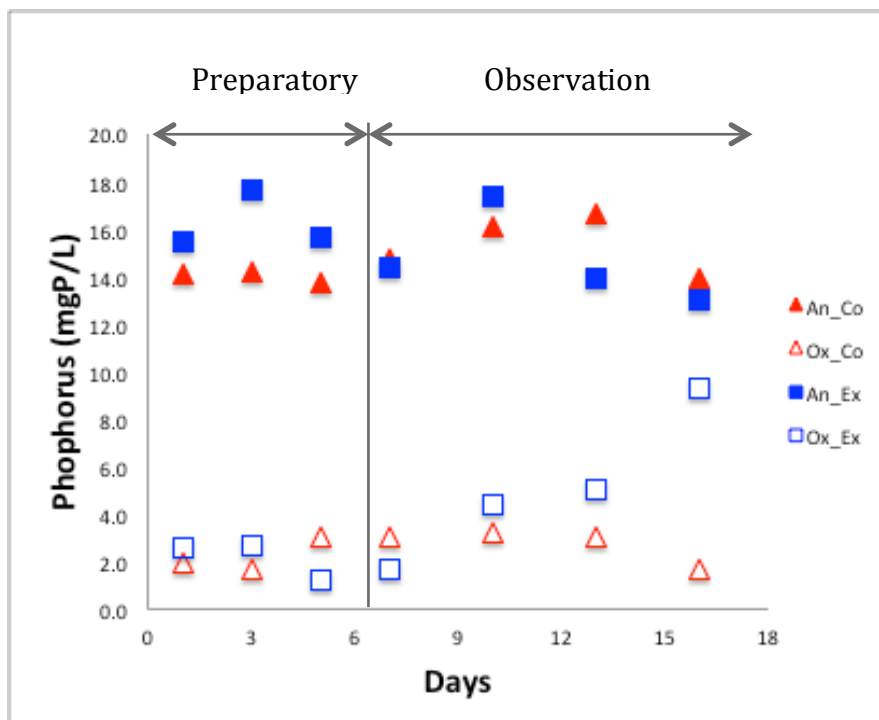 Preparatory
Observation
20.0
18.0
16.0
14.0
12.0
10.0
8.0
6.0
4.0
2.0
0.0
Phophorus (mgP/L)
0 3 6 9 12 15 18
Days
An_Co
Ox_Co
An_Ex
Ox_Ex